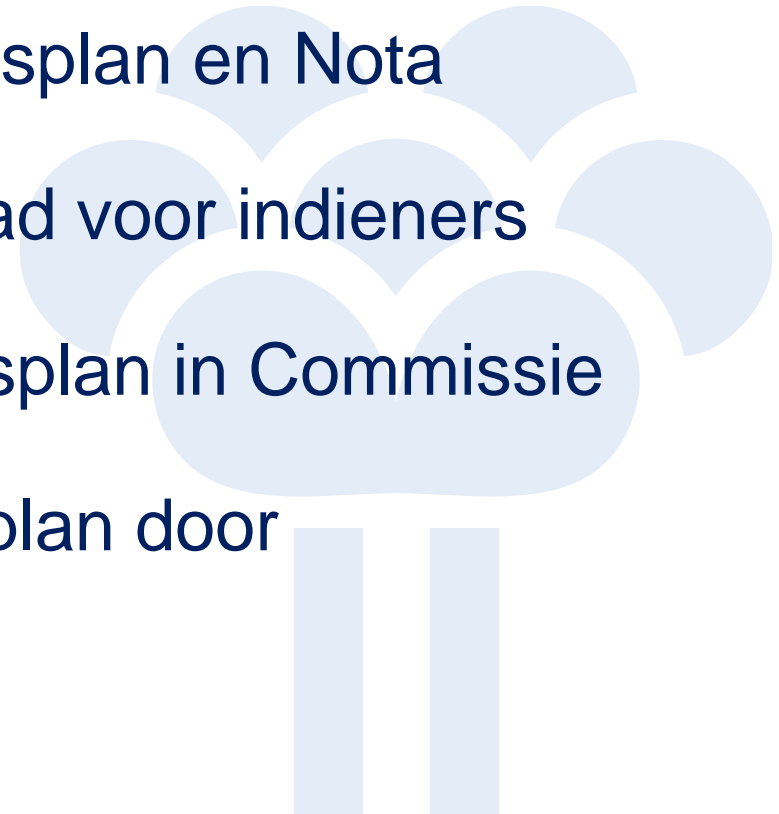 splan en Nota
ad voor indieners
splan in Commissie
plan door